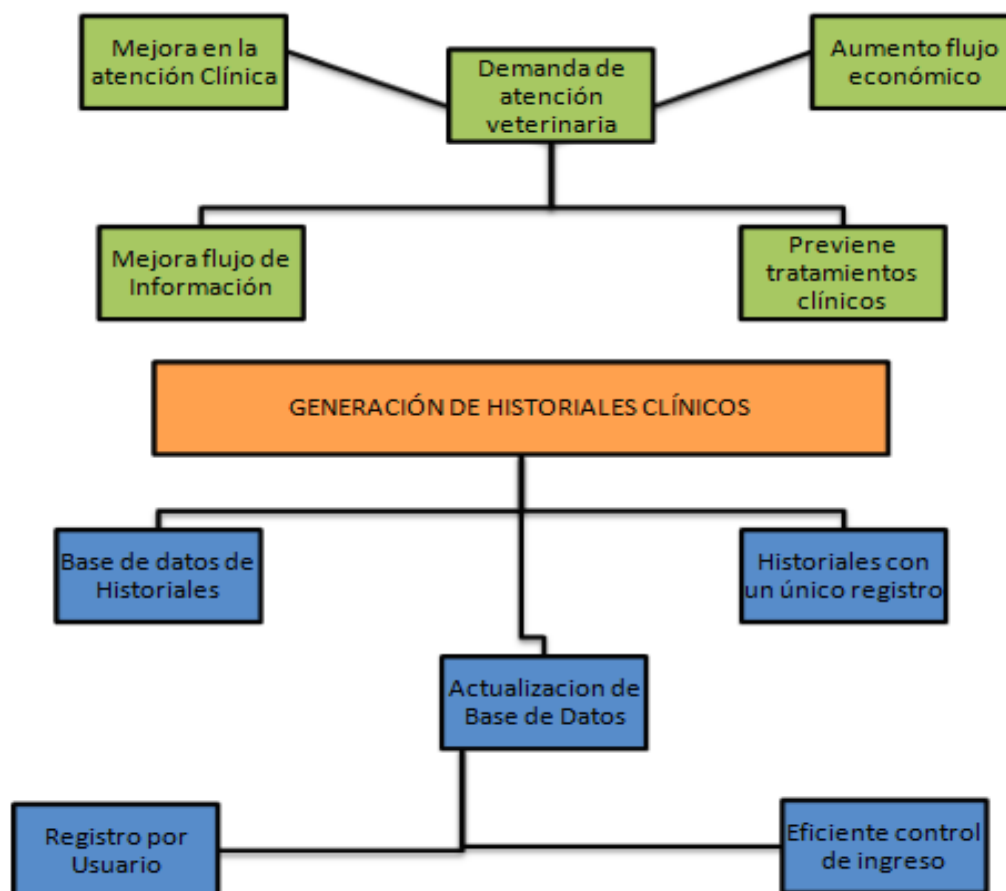 Mejora en la
atención Clínica
Demanda de
atención
veterinaria
Aumento flujo
económico
Mejora flujo de
Información
Previene
tratamientos
clínicos
GENERACIÓN DE HISTORIALES CLÍNICOS
Base de datos de
Historiales
Historiales con
un único registro
Actualizacion de
Base de Datos
Registro por
Usuario
Eficiente control
de ingreso